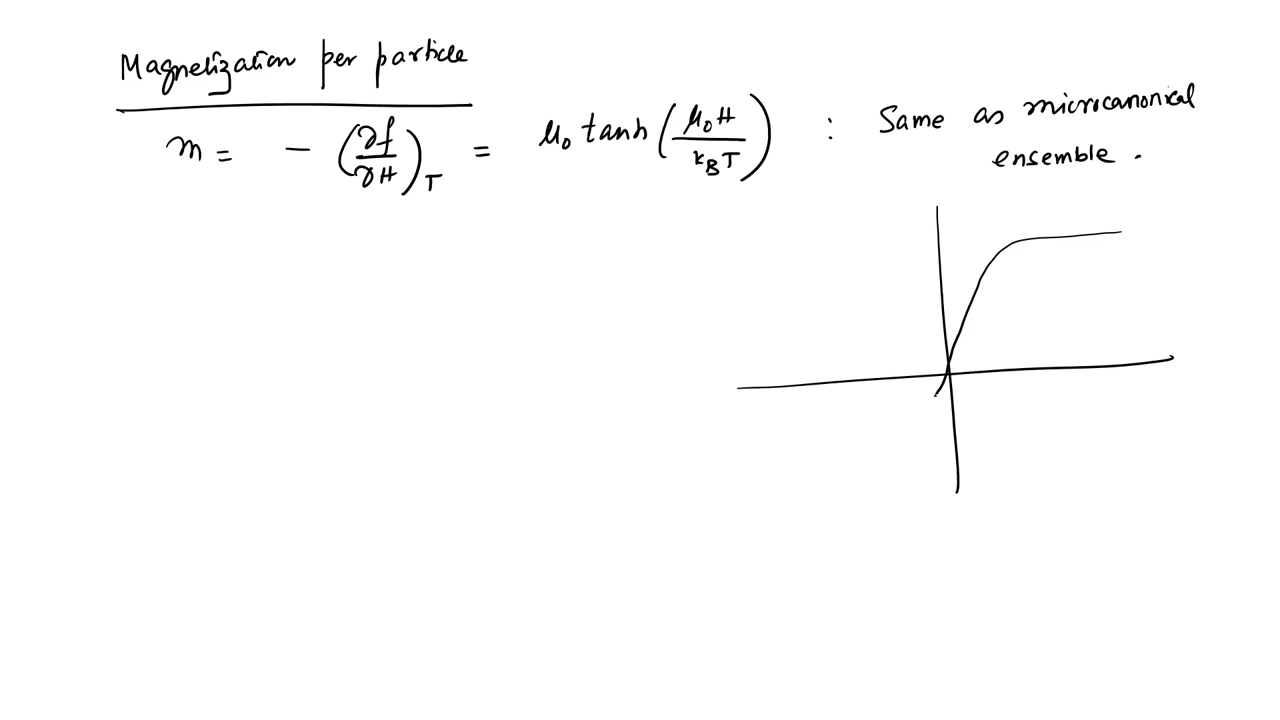 Magnetization per particle
m = - (∂f/∂H)_T = μ₀ tanh (μ₀H/k_BT) : Same as microcanonical
ensemble.